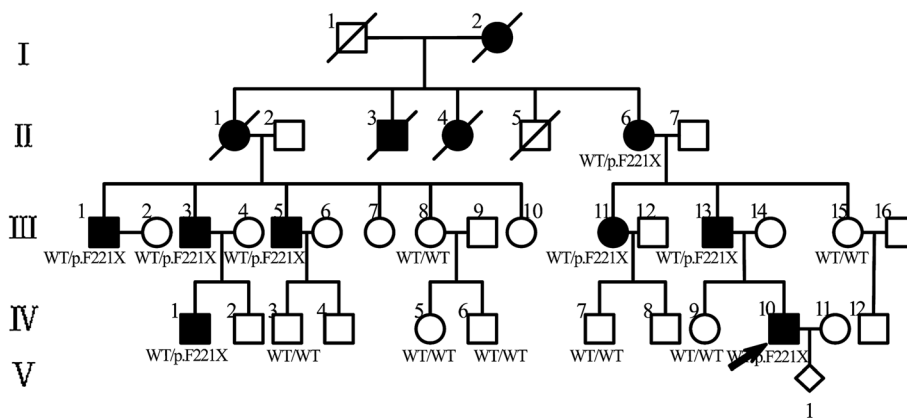 I
1 2
II
1 2 3 4 5 6 7
WT/p.F221X
III
1 2 3 4 5 6 7 8 9 10 11 12 13 14 15 16
WT/p.F221X WT/p.F221X WT/p.F221X WT/WT WT/p.F221X WT/p.F221X WT/WT
IV
1 2 3 4 5 6 7 8 9 10 11 12
WT/p.F221X WT/WT WT/WT WT/WT WT/WT WT/WT WT/p.F221X
V
1